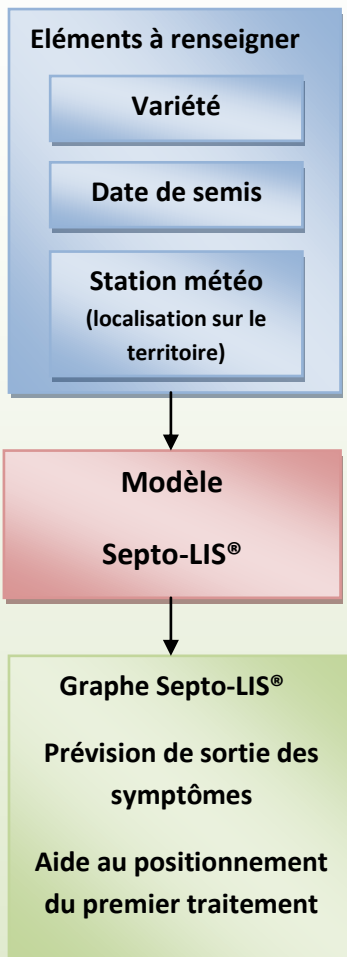 Eléments à renseigner
Variété
Date de semis
Station météo
(localisation sur le
territoire)
Modèle
Septo-LIS®
Graphe Septo-LIS®
Prévision de sortie des
symptômes
Aide au positionnement
du premier traitement